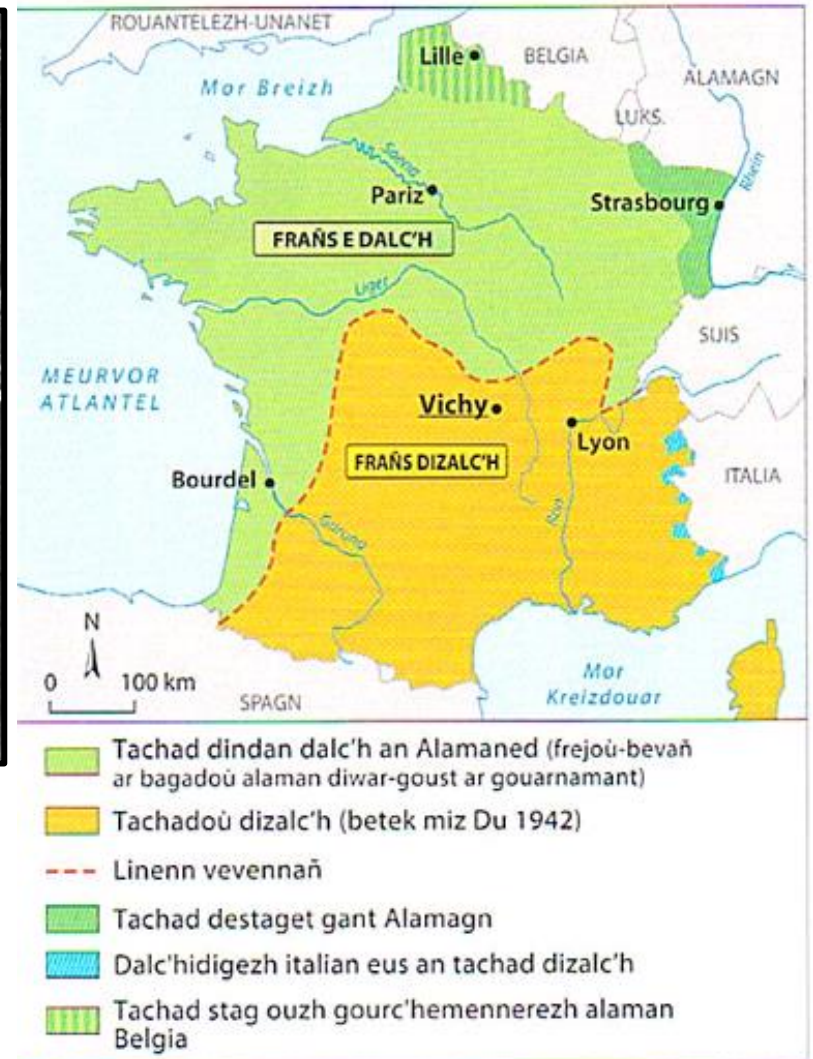 ROUANTELEZH-UNANET
Lille
BELGIA
ALAMAGN
Mor Breizh
LUKS.
Saena
Rhein
Pariz
Strasbourg
FRAÑS E DALC'H
Liger
SUIS
MEURVOR
ATLANTEL
Vichy
Lyon
FRAÑS DIZALC'H
ITALIA
Bourdel
Garuna
Ron
N
0 100 km
Mor
Kreizdouar
SPAGN
Tachad dindan dalc'h an Alamaned (frejoù-bevañ
ar bagadoù alaman diwar-goust ar gouarnamant)
Tachadoù dizalc'h (betek miz Du 1942)
Linenn vevennañ
Tachad destaget gant Alamagn
Dalc'hidigezh italian eus an tachad dizalc'h
Tachad stag ouzh gourc'hemennerezh alaman
Belgia